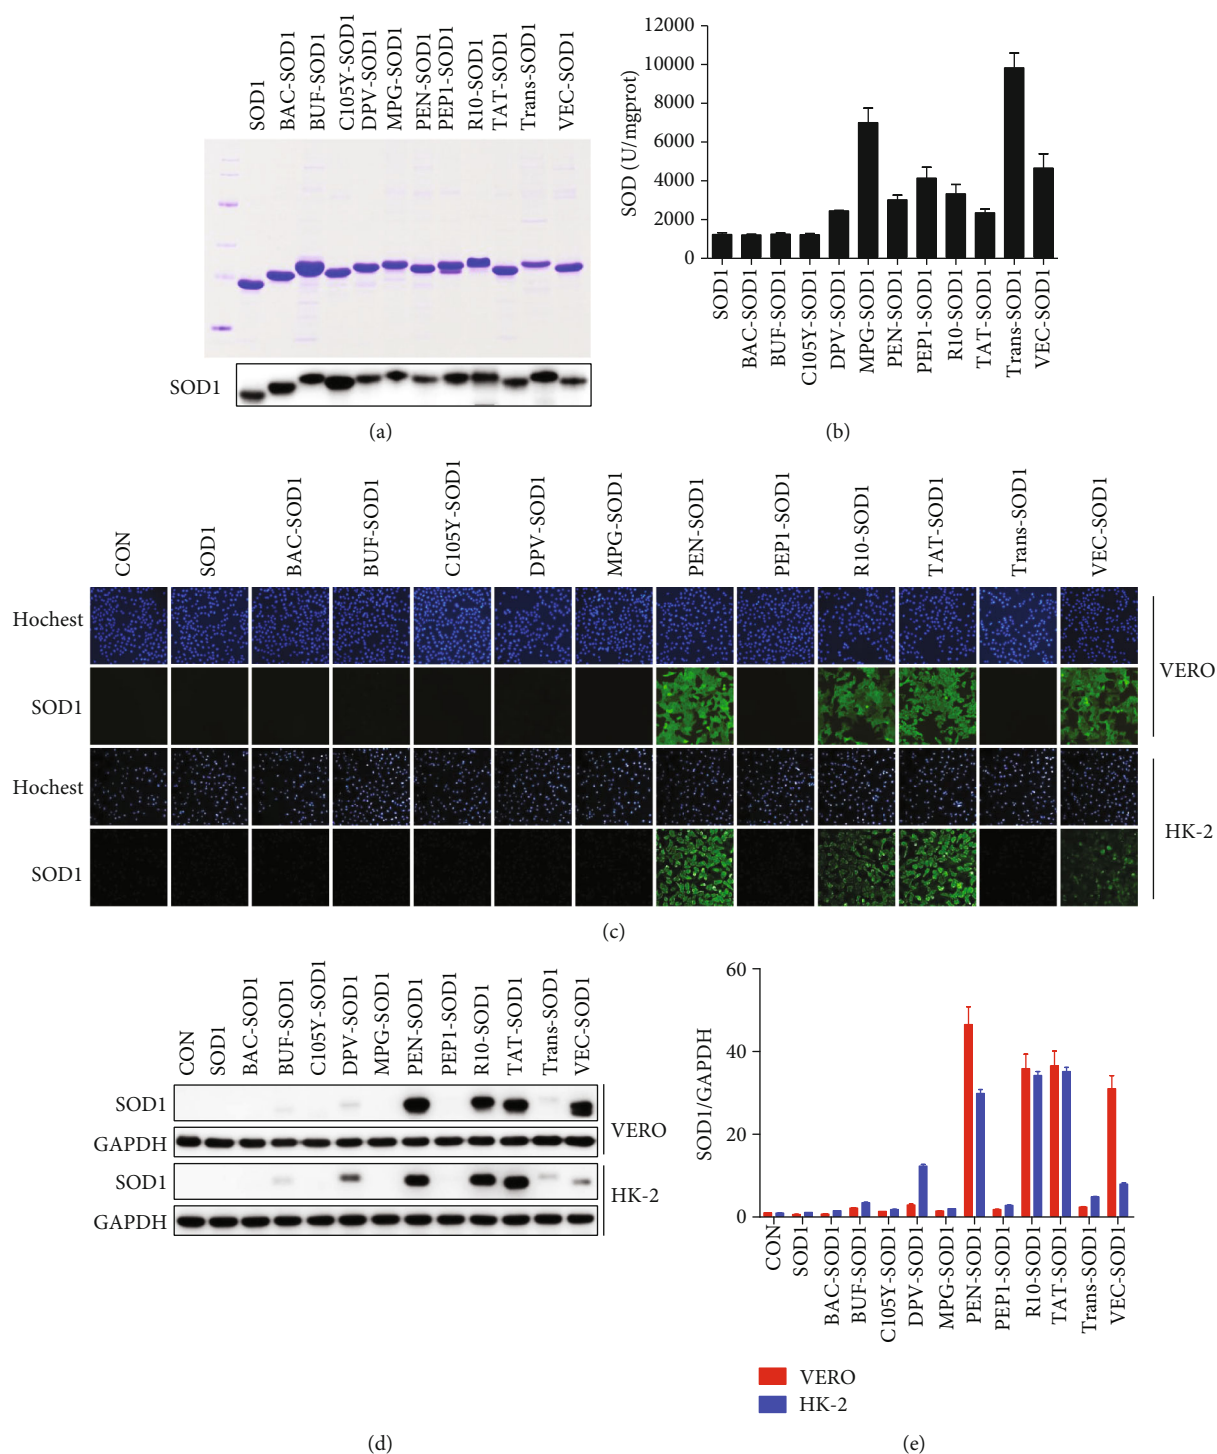 SOD1
BAC-SOD1
BUF-SOD1
C105Y-SOD1
DPV-SOD1
MPG-SOD1
PEN-SOD1
PEP1-SOD1
R10-SOD1
TAT-SOD1
Trans-SOD1
VEC-SOD1
SOD1
(a)
SOD (U/mgprot)
12000
10000
8000
6000
4000
2000
0
SOD1
BAC-SOD1
BUF-SOD1
C105Y-SOD1
DPV-SOD1
MPG-SOD1
PEN-SOD1
PEP1-SOD1
R10-SOD1
TAT-SOD1
Trans-SOD1
VEC-SOD1
(b)
CON
SOD1
BAC-SOD1
BUF-SOD1
C105Y-SOD1
DPV-SOD1
MPG-SOD1
PEN-SOD1
PEP1-SOD1
R10-SOD1
TAT-SOD1
Trans-SOD1
VEC-SOD1
Hochest
SOD1
VERO
Hochest
SOD1
HK-2
(c)
CON
SOD1
BAC-SOD1
BUF-SOD1
C105Y-SOD1
DPV-SOD1
MPG-SOD1
PEN-SOD1
PEP1-SOD1
R10-SOD1
TAT-SOD1
Trans-SOD1
VEC-SOD1
SOD1
GAPDH
VERO
SOD1
GAPDH
HK-2
(d)
SOD1/GAPDH
60
40
20
0
CON
SOD1
BAC-SOD1
BUF-SOD1
C105Y-SOD1
DPV-SOD1
MPG-SOD1
PEN-SOD1
PEP1-SOD1
R10-SOD1
TAT-SOD1
Trans-SOD1
VEC-SOD1
VERO
HK-2
(e)